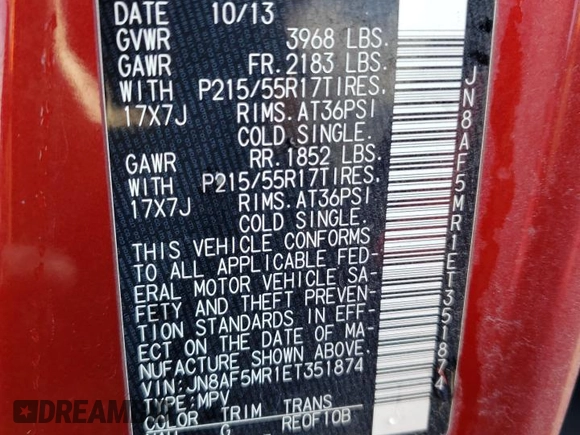 DATE 10/13
GVWR 3968 LBS.
GAWR FR. 2183 LBS.
WITH P215/55R17TIRES,
17X7J RIMS. AT36PSI
COLD SINGLE.
GAWR RR. 1852 LBS.
WITH P215/55R17TIRES,
17X7J RIMS. AT36PSI
COLD SINGLE.
THIS VEHICLE CONFORMS
TO ALL APPLICABLE FED-
ERAL MOTOR VEHICLE SA-
FETY AND THEFT PREVEN-
TION STANDARDS IN EFF-
ECT ON THE DATE OF MA-
NUFACTURE SHOWN ABOVE.
VIN: JN8AF5MR1ET351874
TYPE: MPV
COLOR TRIM TRANS
G RE0F10B
JN8AF5MR1ET351874